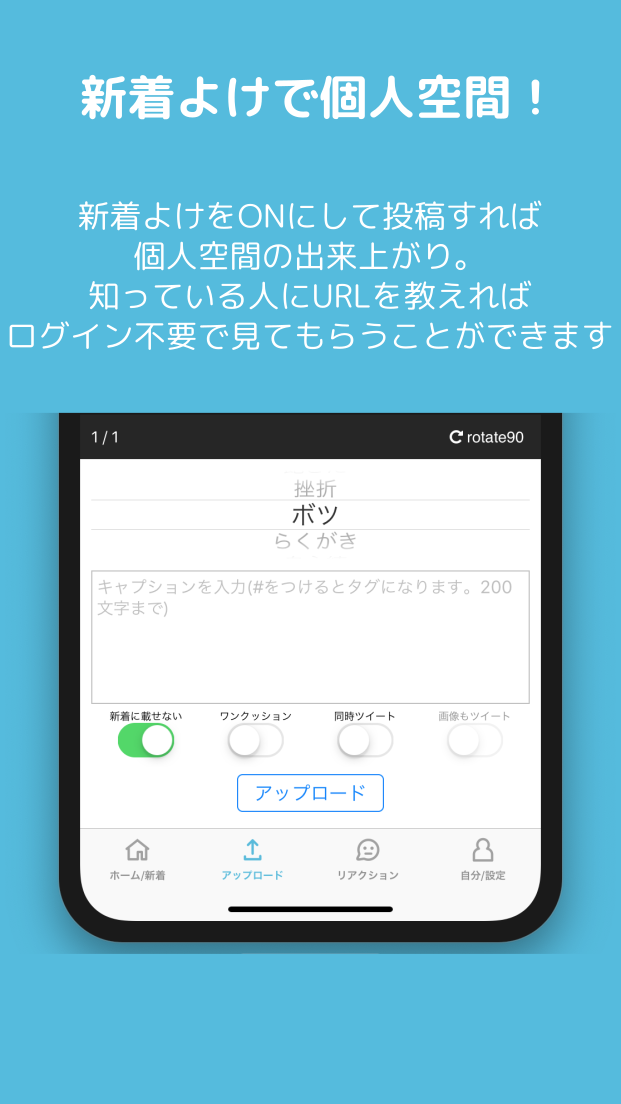 新着よけで個人空間！
新着よけをONにして投稿すれば
個人空間の出来上がり。
知っている人にURLを教えれば
ログイン不要で見てもらうことができます
1 / 1
rotate90
挫折
ボツ
らくがき
キャプションを入力(#をつけるとタグになります。200
文字まで)
新着に載せない
ワンクッション
同時ツイート
画像もツイート
アップロード
ホーム/新着
アップロード
リアクション
自分/設定